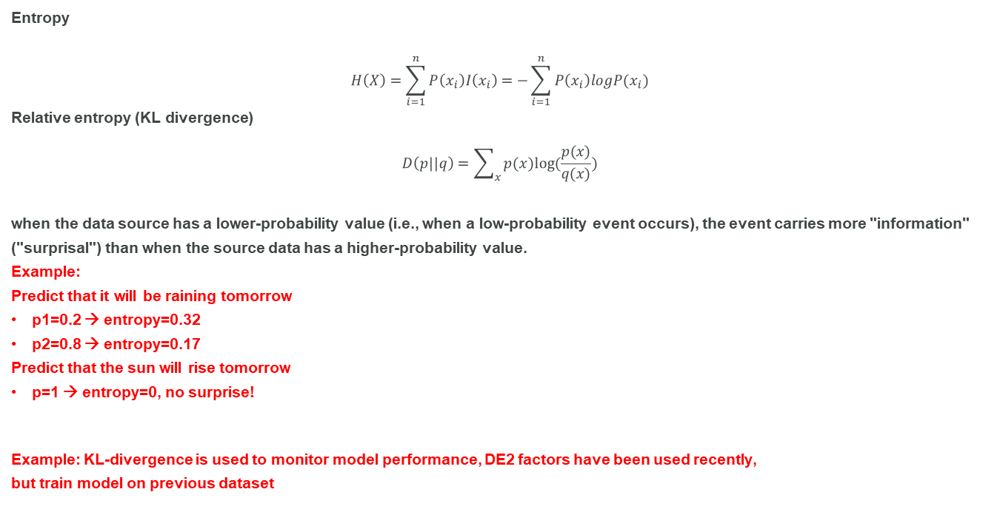 Entropy
H(X) = ∑_{i=1}^{n} P(x_i)I(x_i) = − ∑_{i=1}^{n} P(x_i)logP(x_i)
Relative entropy (KL divergence)
D(p||q) = ∑_x p(x)log(p(x)/q(x))
when the data source has a lower-probability value (i.e., when a low-probability event occurs), the event carries more "information"
("surprisal") than when the source data has a higher-probability value.
Example:
Predict that it will be raining tomorrow
• p1=0.2 → entropy=0.32
• p2=0.8 → entropy=0.17
Predict that the sun will rise tomorrow
• p=1 → entropy=0, no surprise!
Example: KL-divergence is used to monitor model performance, DE2 factors have been used recently,
but train model on previous dataset